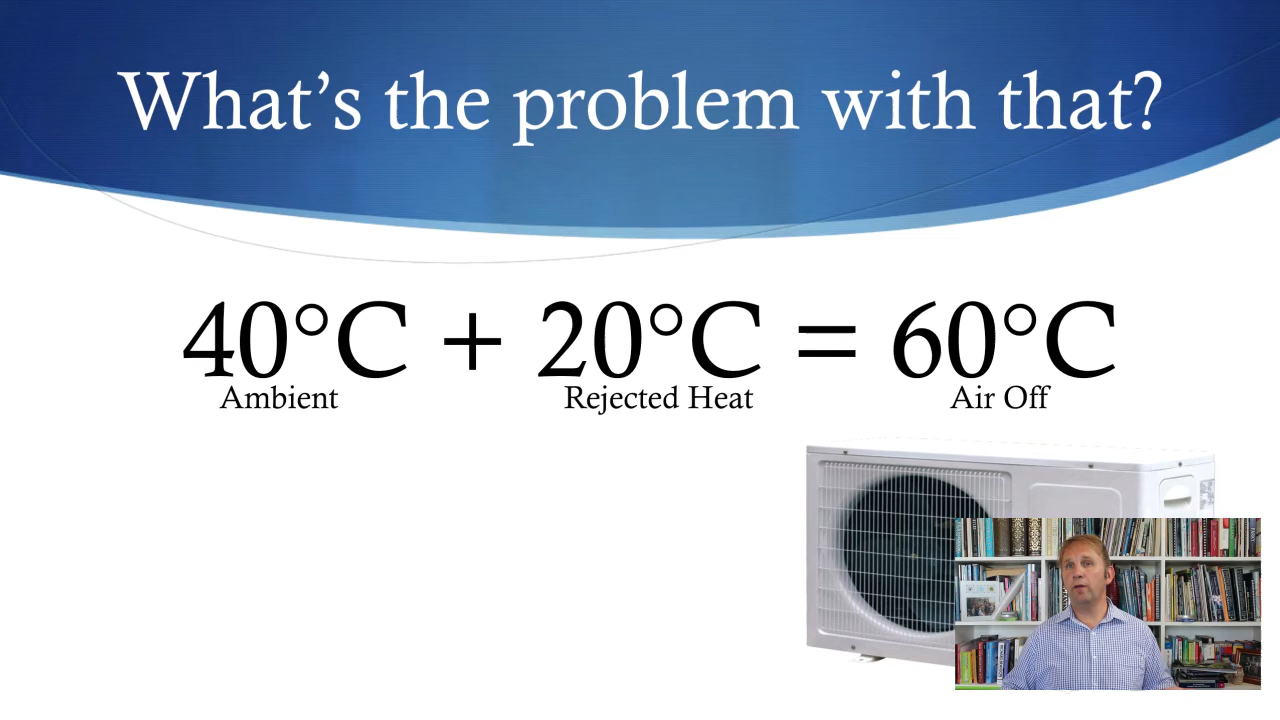 What’s the problem with that?
40°C + 20°C = 60°C
Ambient Rejected Heat Air Off